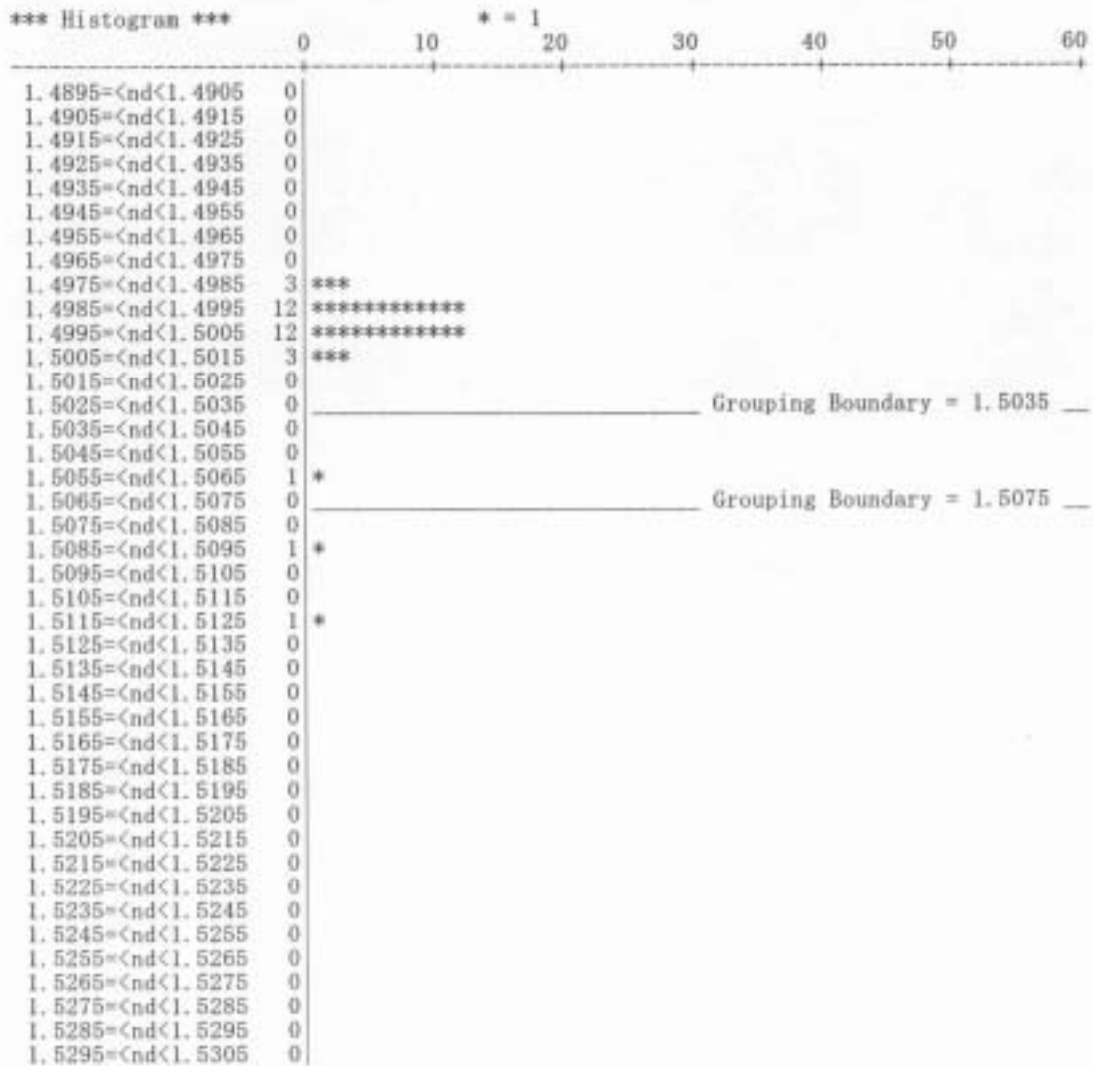 *** Histogram *** * = 1
0 10 20 30 40 50 60
1.4895=<nd<1.4905 0
1.4905=<nd<1.4915 0
1.4915=<nd<1.4925 0
1.4925=<nd<1.4935 0
1.4935=<nd<1.4945 0
1.4945=<nd<1.4955 0
1.4955=<nd<1.4965 0
1.4965=<nd<1.4975 0
1.4975=<nd<1.4985 3 ***
1.4985=<nd<1.4995 12 ************
1.4995=<nd<1.5005 12 ************
1.5005=<nd<1.5015 3 ***
1.5015=<nd<1.5025 0
1.5025=<nd<1.5035 0 Grouping Boundary = 1.5035
1.5035=<nd<1.5045 0
1.5045=<nd<1.5055 0
1.5055=<nd<1.5065 1 *
1.5065=<nd<1.5075 0 Grouping Boundary = 1.5075
1.5075=<nd<1.5085 0
1.5085=<nd<1.5095 1 *
1.5095=<nd<1.5105 0
1.5105=<nd<1.5115 0
1.5115=<nd<1.5125 1 *
1.5125=<nd<1.5135 0
1.5135=<nd<1.5145 0
1.5145=<nd<1.5155 0
1.5155=<nd<1.5165 0
1.5165=<nd<1.5175 0
1.5175=<nd<1.5185 0
1.5185=<nd<1.5195 0
1.5195=<nd<1.5205 0
1.5205=<nd<1.5215 0
1.5215=<nd<1.5225 0
1.5225=<nd<1.5235 0
1.5235=<nd<1.5245 0
1.5245=<nd<1.5255 0
1.5255=<nd<1.5265 0
1.5265=<nd<1.5275 0
1.5275=<nd<1.5285 0
1.5285=<nd<1.5295 0
1.5295=<nd<1.5305 0